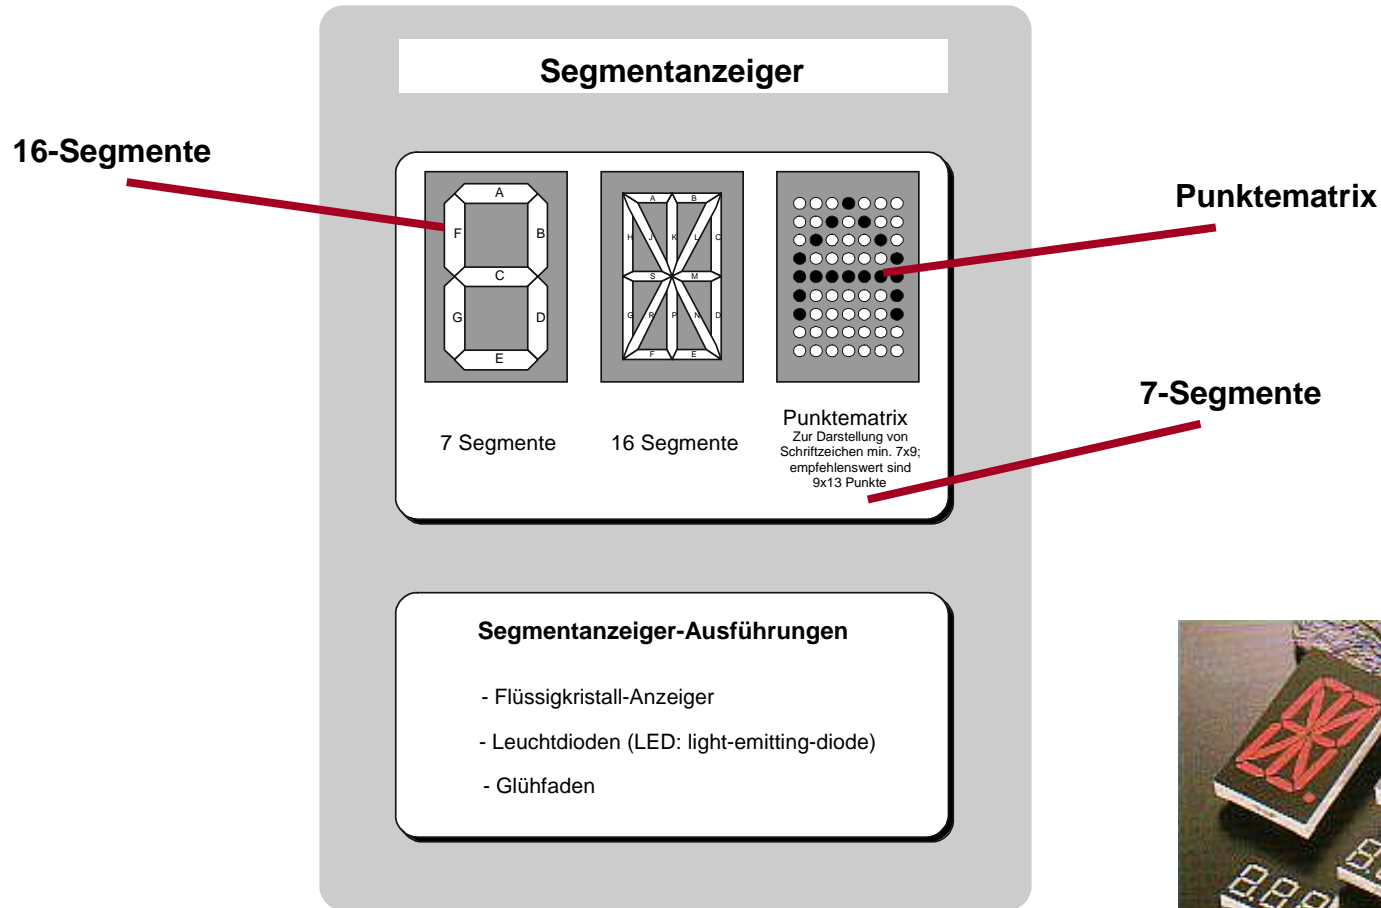 Segmentanzeiger
16-Segmente
Punktematrix
7-Segmente
A
F
B
C
G
D
E
A B
H J K L C
S M
G R P N D
F E
7 Segmente
16 Segmente
Punktematrix
Zur Darstellung von
Schriftzeichen min. 7x9;
empfehlenswert sind
9x13 Punkte
Segmentanzeiger-Ausführungen
- Flüssigkristall-Anzeiger
- Leuchtdioden (LED: light-emitting-diode)
- Glühfaden